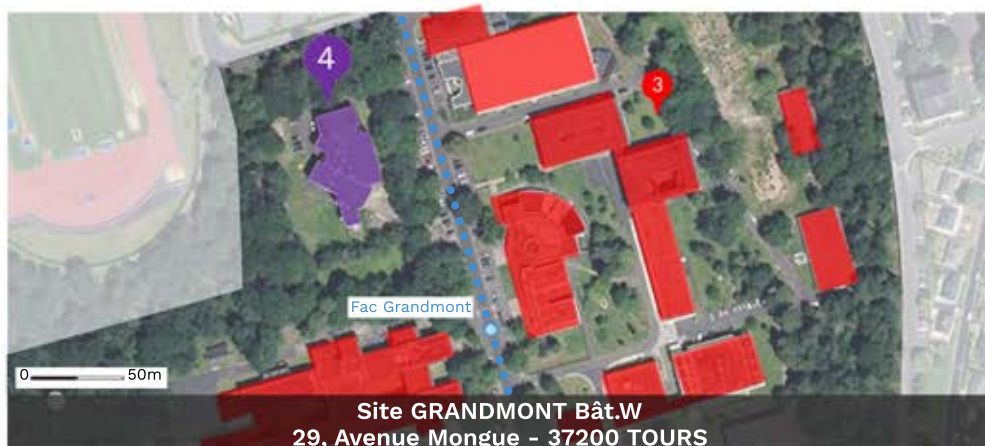 4
3
Fac Grandmont
0 50m
Site GRANDMONT Bât.W
29, Avenue Mongue - 37200 TOURS